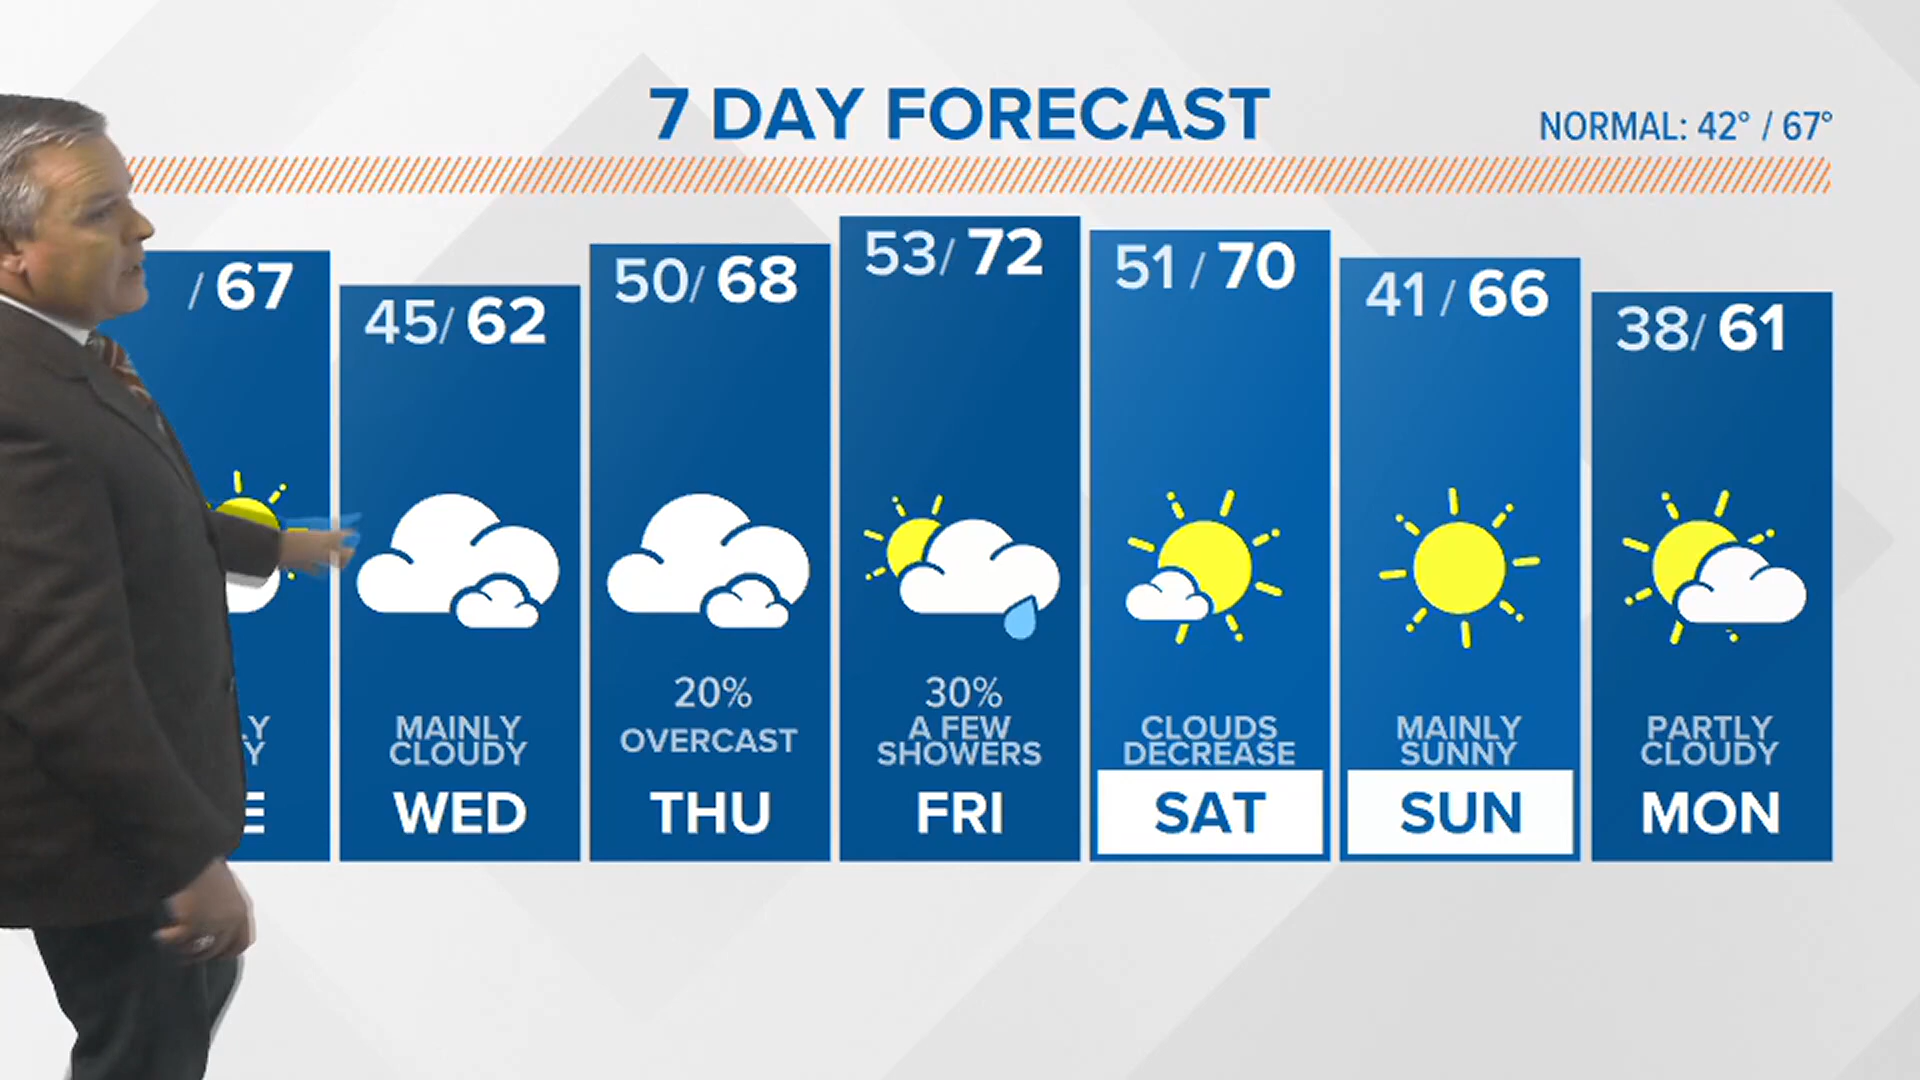 7 DAY FORECAST
NORMAL: 42° / 67°
/ 67
45/ 62
50/ 68
53/ 72
51 / 70
41 / 66
38/ 61
20%
OVERCAST
30%
A FEW
SHOWERS
MAINLY
CLOUDY
CLOUDS
DECREASE
MAINLY
SUNNY
PARTLY
CLOUDY
WED
THU
FRI
SAT
SUN
MON